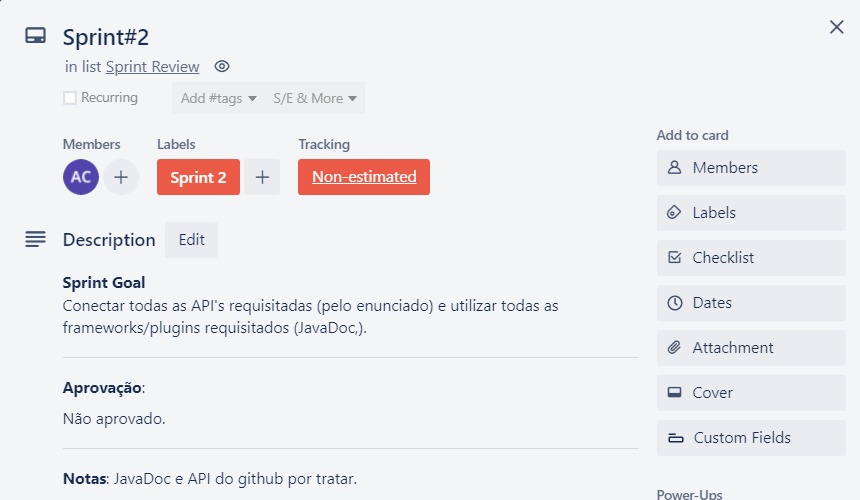 Sprint#2
in list Sprint Review
Recurring
Add #tags
S/E & More
Members
Labels
Tracking
AC
Sprint 2
Non-estimated
Description
Edit
Sprint Goal
Conectar todas as API's requisitadas (pelo enunciado) e utilizar todas as
frameworks/plugins requisitados (JavaDoc,).
Aprovação:
Não aprovado.
Notas: JavaDoc e API do github por tratar.
Add to card
Members
Labels
Checklist
Dates
Attachment
Cover
Custom Fields
Power-Ups